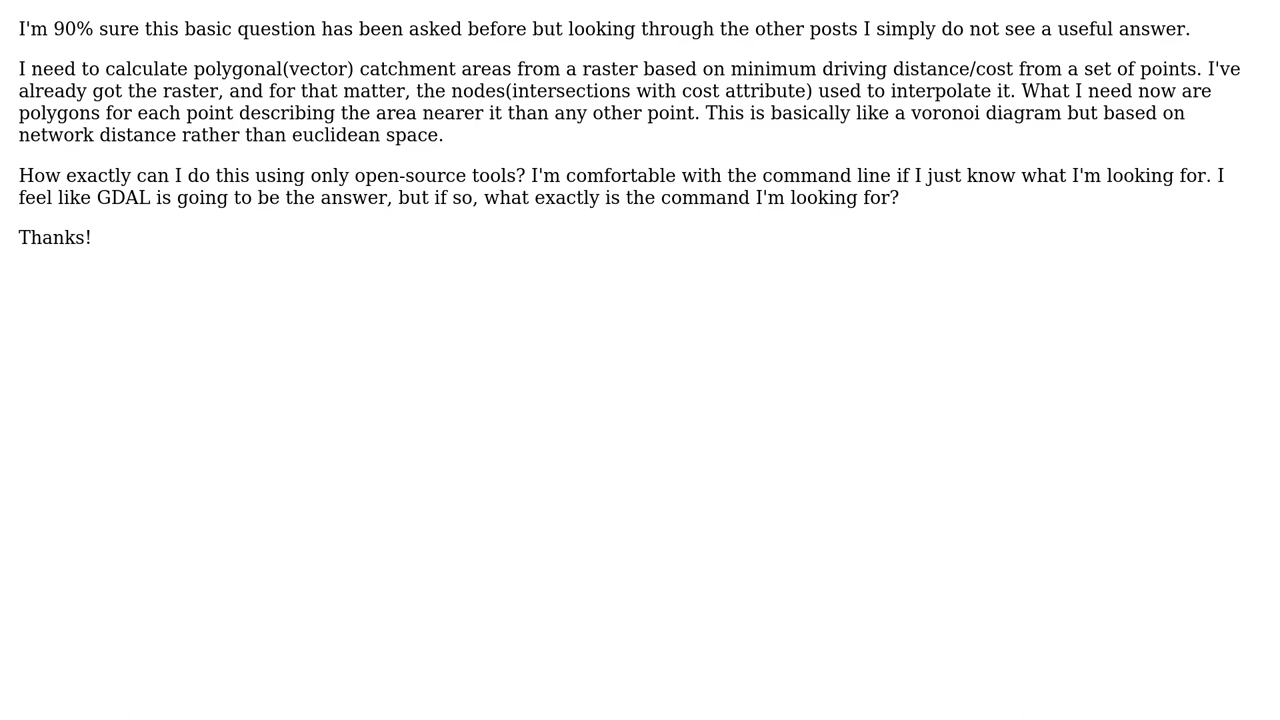 I'm 90% sure this basic question has been asked before but looking through the other posts I simply do not see a useful answer.
I need to calculate polygonal(vector) catchment areas from a raster based on minimum driving distance/cost from a set of points. I've
already got the raster, and for that matter, the nodes(intersections with cost attribute) used to interpolate it. What I need now are
polygons for each point describing the area nearer it than any other point. This is basically like a voronoi diagram but based on
network distance rather than euclidean space.
How exactly can I do this using only open-source tools? I'm comfortable with the command line if I just know what I'm looking for. I
feel like GDAL is going to be the answer, but if so, what exactly is the command I'm looking for?
Thanks!